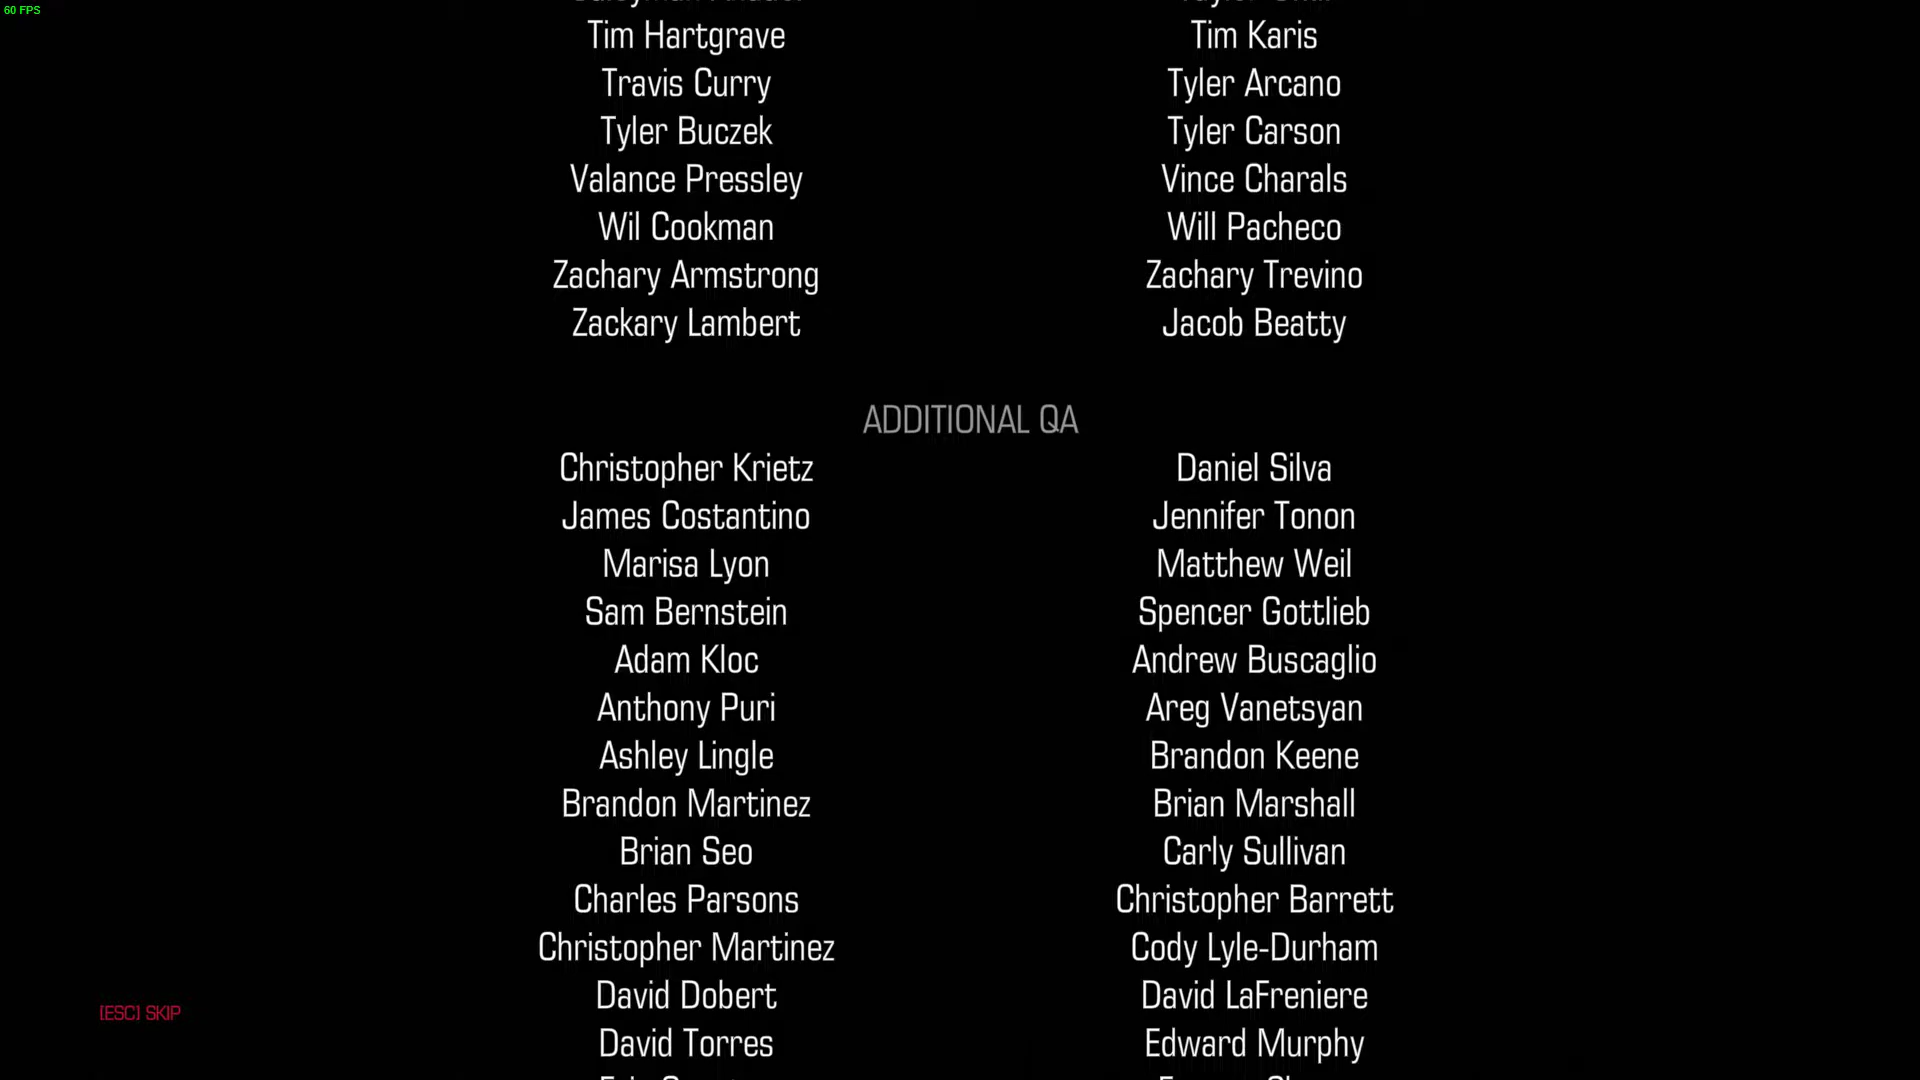 60 FPS
Tim Hartgrave Tim Karis
Travis Curry Tyler Arcano
Tyler Buczek Tyler Carson
Valance Pressley Vince Charals
Wil Cookman Will Pacheco
Zachary Armstrong Zachary Trevino
Zackary Lambert Jacob Beatty
ADDITIONAL QA
Christopher Krietz Daniel Silva
James Costantino Jennifer Tonon
Marisa Lyon Matthew Weil
Sam Bernstein Spencer Gottlieb
Adam Kloc Andrew Buscaglio
Anthony Puri Areg Vanetsyan
Ashley Lingle Brandon Keene
Brandon Martinez Brian Marshall
Brian Seo Carly Sullivan
Charles Parsons Christopher Barrett
Christopher Martinez Cody Lyle-Durham
David Dobert David LaFreniere
[ESC] SKIP
David Torres Edward Murphy